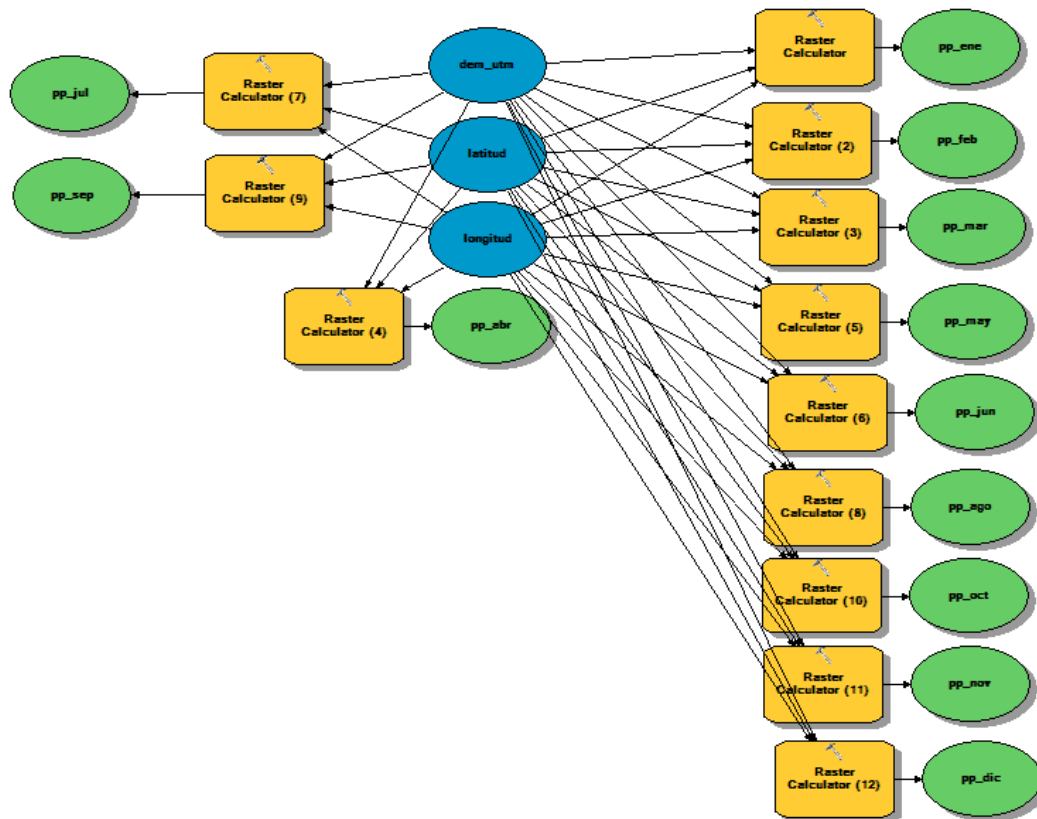 dem_utm
latitud
longitud
Raster
Calculator (7)
pp_jul
Raster
Calculator (9)
pp_sep
Raster
Calculator (4)
pp_abr
Raster
Calculator
pp_ene
Raster
Calculator (2)
pp_feb
Raster
Calculator (3)
pp_mar
Raster
Calculator (5)
pp_may
Raster
Calculator (6)
pp_jun
Raster
Calculator (8)
pp_ago
Raster
Calculator (10)
pp_oct
Raster
Calculator (11)
pp_nov
Raster
Calculator (12)
pp_dic